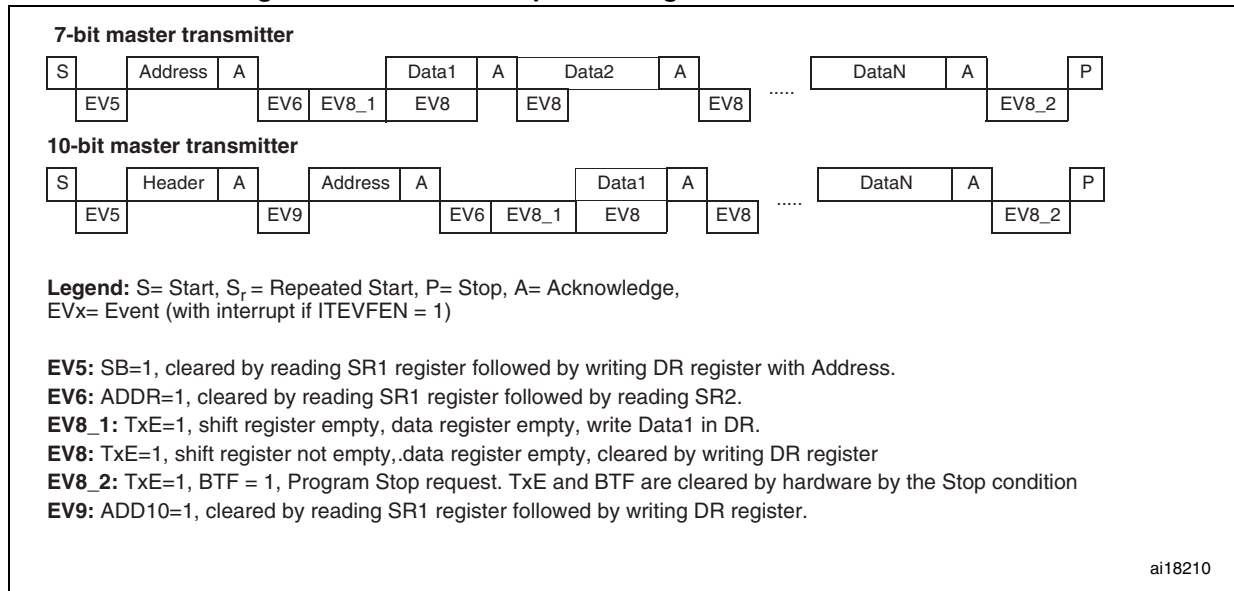 7-bit master transmitter
S Address A Data1 A Data2 A DataN A P
EV5 EV6 EV8_1 EV8 EV8 EV8 ..... EV8_2
10-bit master transmitter
S Header A Address A Data1 A DataN A P
EV5 EV9 EV6 EV8_1 EV8 EV8 ..... EV8_2
Legend: S= Start, Sr = Repeated Start, P= Stop, A= Acknowledge,
EVx= Event (with interrupt if ITEVFEN = 1)
EV5: SB=1, cleared by reading SR1 register followed by writing DR register with Address.
EV6: ADDR=1, cleared by reading SR1 register followed by reading SR2.
EV8_1: TxE=1, shift register empty, data register empty, write Data1 in DR.
EV8: TxE=1, shift register not empty,.data register empty, cleared by writing DR register
EV8_2: TxE=1, BTF = 1, Program Stop request. TxE and BTF are cleared by hardware by the Stop condition
EV9: ADD10=1, cleared by reading SR1 register followed by writing DR register.
ai18210